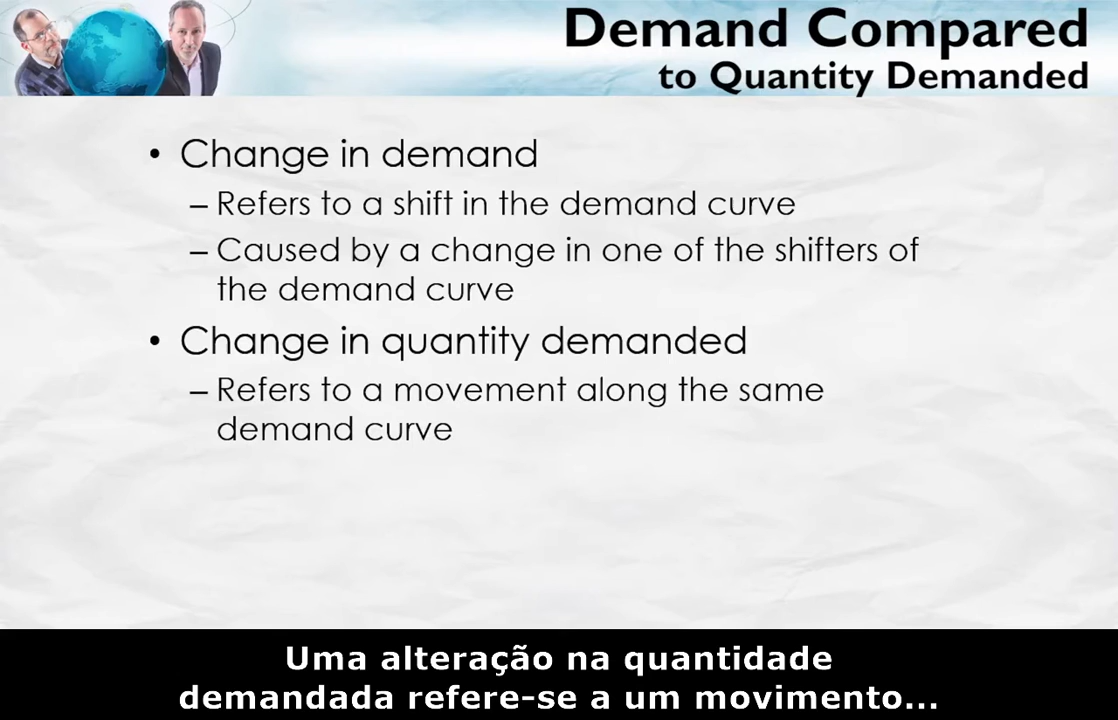 Demand Compared
to Quantity Demanded
• Change in demand
– Refers to a shift in the demand curve
– Caused by a change in one of the shifters of
the demand curve
• Change in quantity demanded
– Refers to a movement along the same
demand curve
Uma alteração na quantidade
demandada refere-se a um movimento...